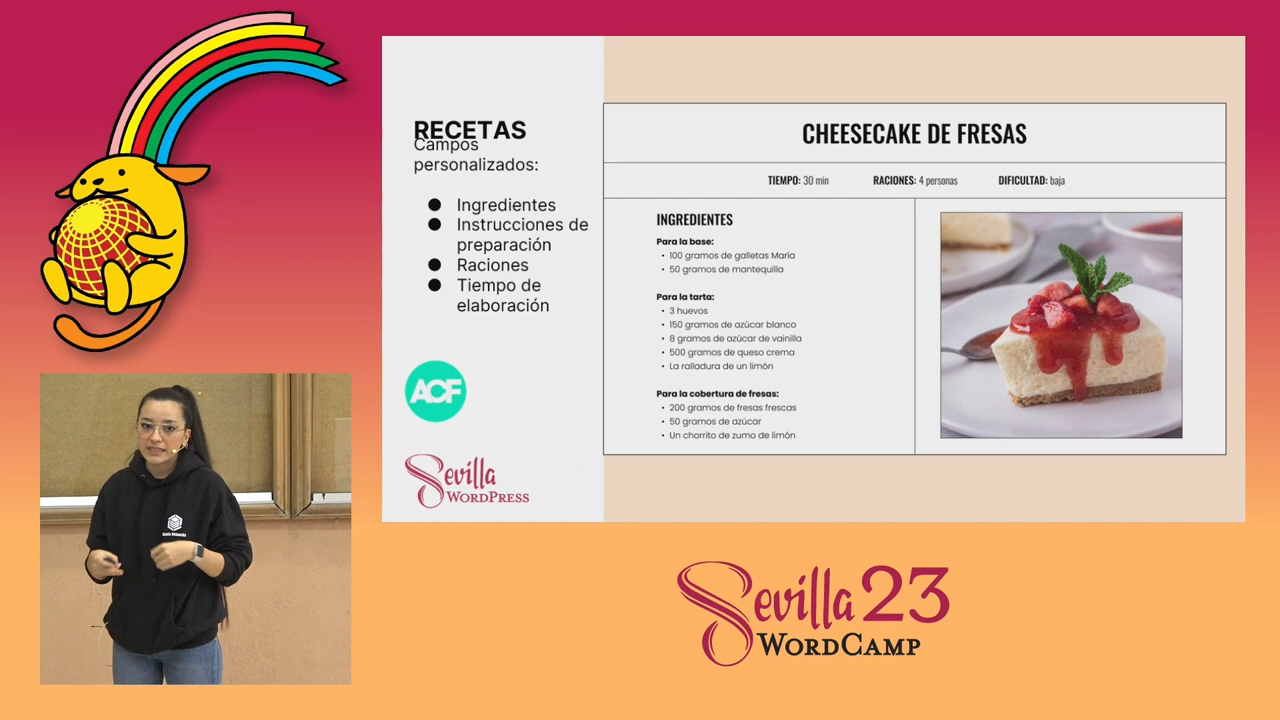 RECETAS
Campos
personalizados:
● Ingredientes
● Instrucciones de
preparación
● Raciones
● Tiempo de
elaboración
ACF
Sevilla
WORDPRESS
CHEESECAKE DE FRESAS
TIEMPO: 30 min RACIONES: 4 personas DIFICULTAD: baja
INGREDIENTES
Para la base:
• 100 gramos de galletas María
• 50 gramos de mantequilla
Para la tarta:
• 3 huevos
• 150 gramos de azúcar blanco
• 8 gramos de azúcar de vainilla
• 500 gramos de queso crema
• La ralladura de un limón
Para la cobertura de fresas:
• 200 gramos de fresas frescas
• 50 gramos de azúcar
• Un chorrito de zumo de limón
Sevilla 23
WORDCAMP